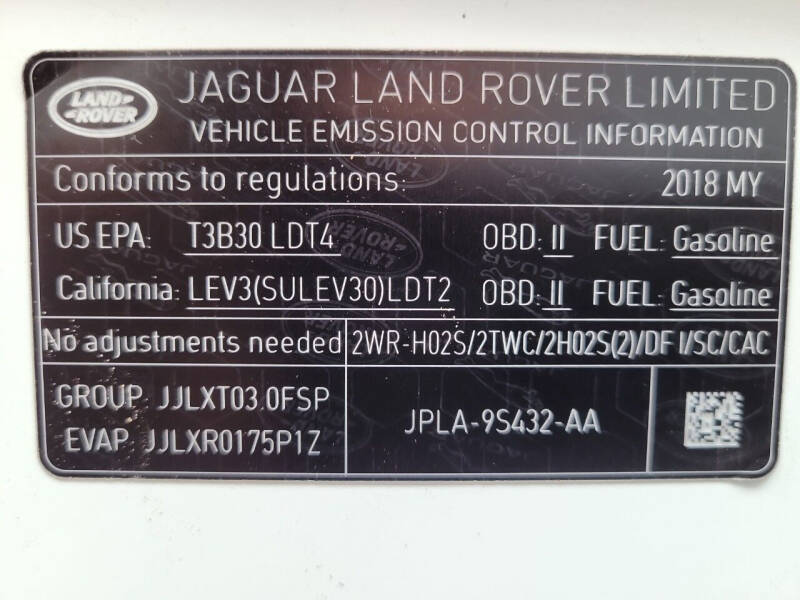 LAND ROVER
JAGUAR LAND ROVER LIMITED
VEHICLE EMISSION CONTROL INFORMATION
Conforms to regulations: 2018 MY
US EPA: T3B30 LDT4 OBD: II FUEL: Gasoline
California: LEV3(SULEV30)LDT2 OBD: II FUEL: Gasoline
No adjustments needed 2WR-HO2S/2TWC/2HO2S(2)/DFI/SC/CAC
GROUP JJLXT03.0FSP
EVAP JJLXR0175P1Z
JPLA-9S432-AA